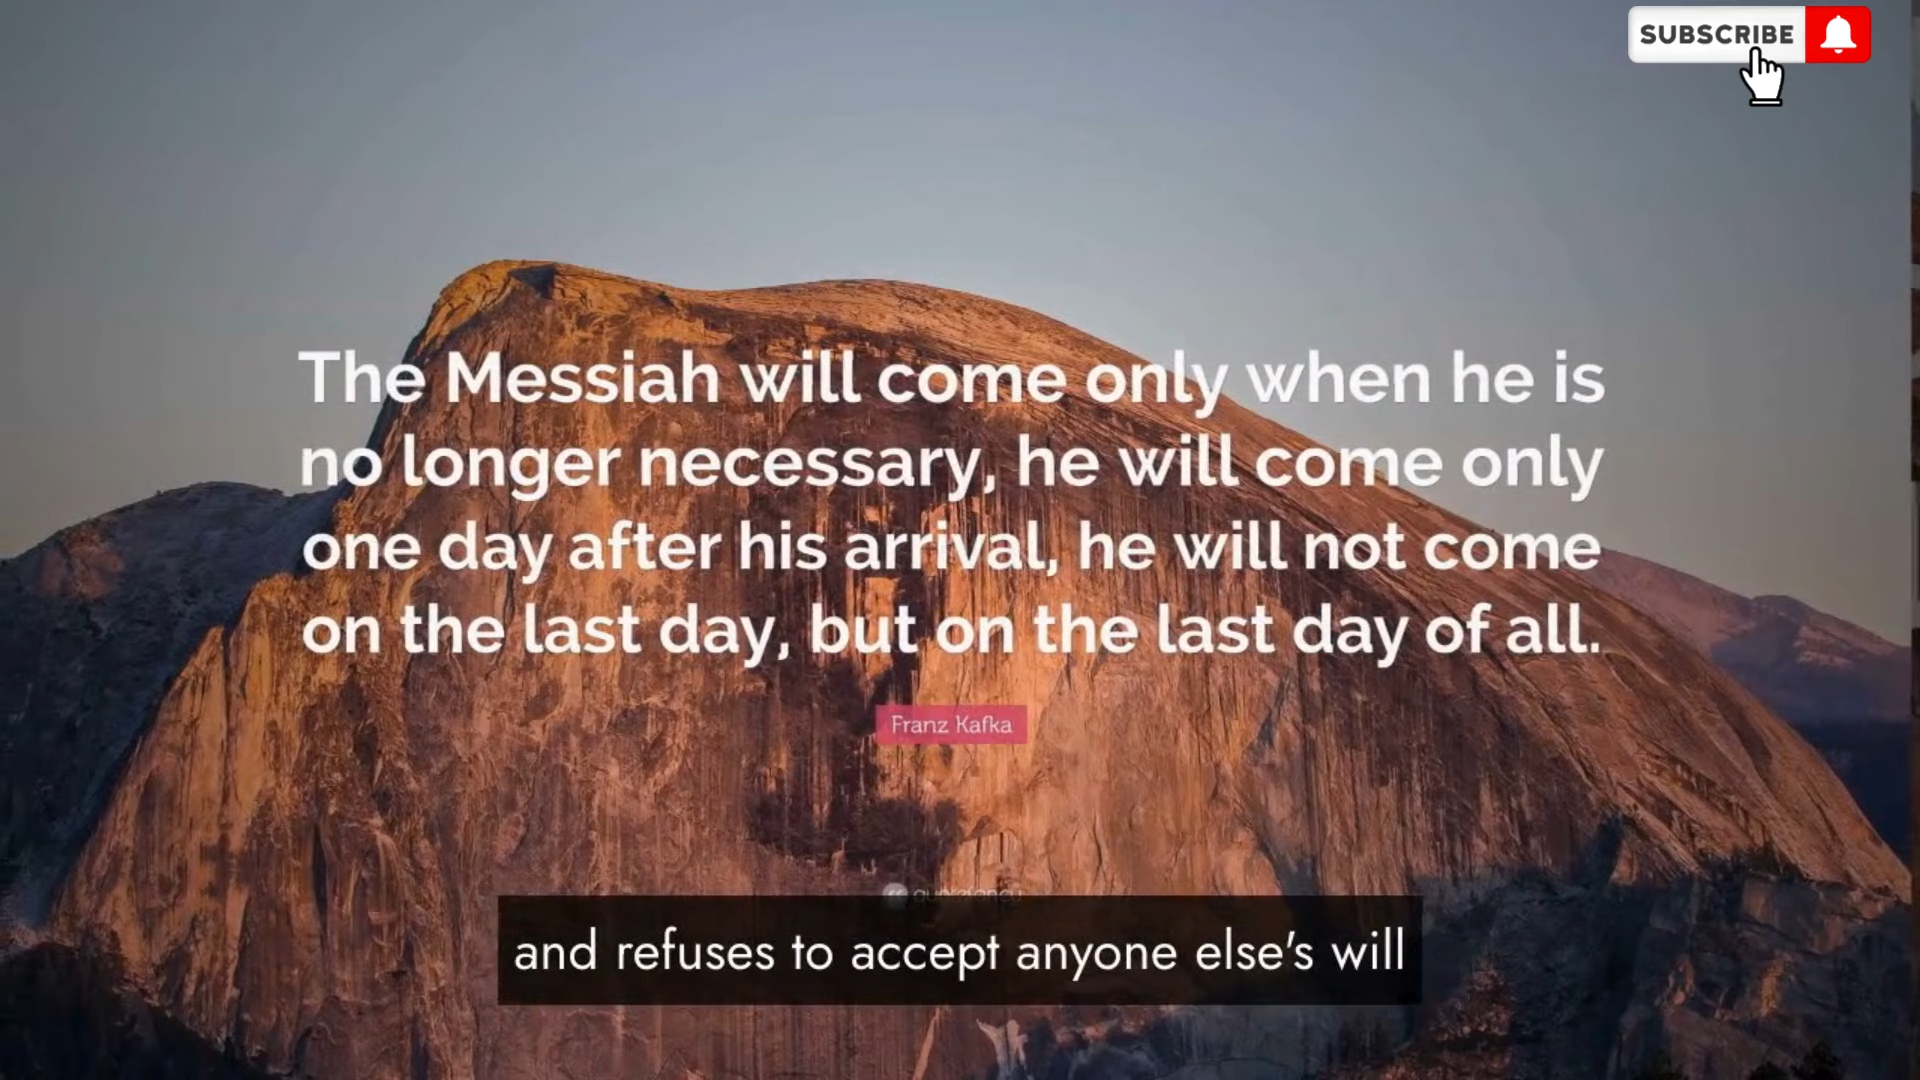 SUBSCRIBE
The Messiah will come only when he is
no longer necessary, he will come only
one day after his arrival, he will not come
on the last day, but on the last day of all.
Franz Kafka
and refuses to accept anyone else's will